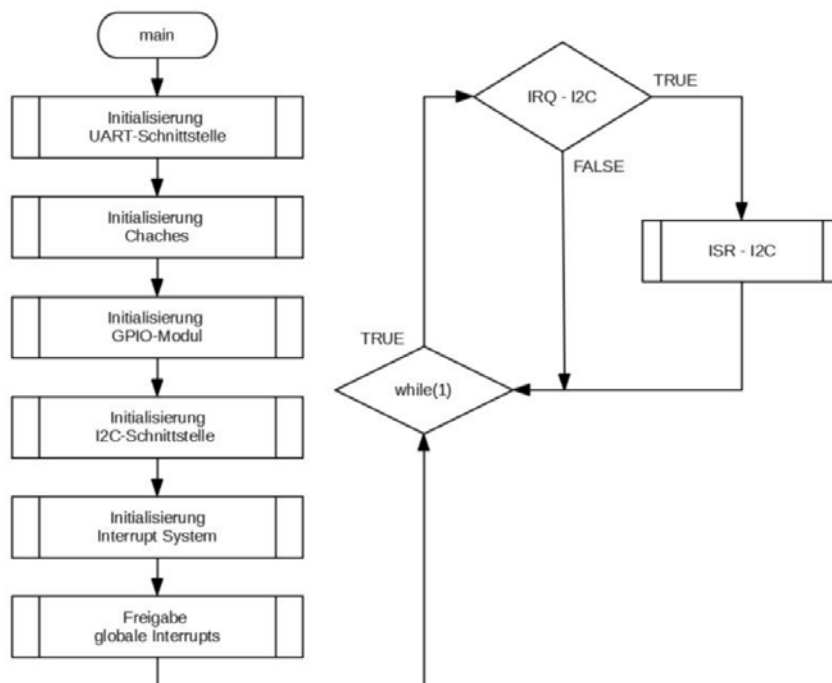 main
Initialisierung
UART-Schnittstelle
Initialisierung
Chaches
Initialisierung
GPIO-Modul
Initialisierung
I2C-Schnittstelle
Initialisierung
Interrupt System
Freigabe
globale Interrupts
IRQ - I2C
TRUE
FALSE
ISR - I2C
TRUE
while(1)